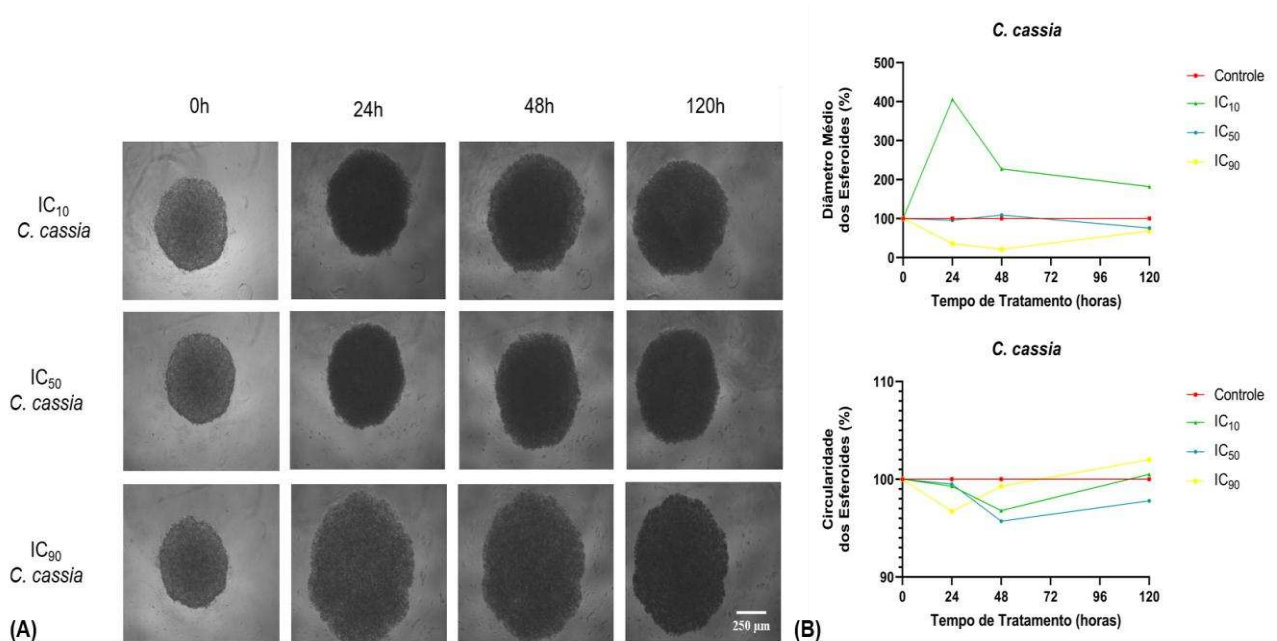 0h 24h 48h 120h
IC10
C. cassia
IC50
C. cassia
IC90
C. cassia
250 µm
(A)
C. cassia
Diâmetro Médio
dos Esferoides (%)
500
400
300
200
100
0
0 24 48 72 96 120
Tempo de Tratamento (horas)
Controle
IC10
IC50
IC90
C. cassia
Circularidade
dos Esferoides (%)
110
100
90
0 24 48 72 96 120
Tempo de Tratamento (horas)
Controle
IC10
IC50
IC90
(B)